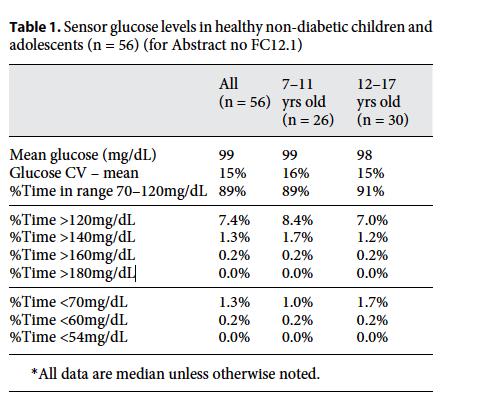 Table 1. Sensor glucose levels in healthy non-diabetic children and
adolescents (n = 56) (for Abstract no FC12.1)
All 7–11 12–17
(n = 56) yrs old yrs old
(n = 26) (n = 30)
Mean glucose (mg/dL) 99 99 98
Glucose CV – mean 15% 16% 15%
%Time in range 70–120mg/dL 89% 89% 91%
%Time >120mg/dL 7.4% 8.4% 7.0%
%Time >140mg/dL 1.3% 1.7% 1.2%
%Time >160mg/dL 0.2% 0.2% 0.2%
%Time >180mg/dL 0.0% 0.0% 0.0%
%Time <70mg/dL 1.3% 1.0% 1.7%
%Time <60mg/dL 0.2% 0.2% 0.2%
%Time <54mg/dL 0.0% 0.0% 0.0%
*All data are median unless otherwise noted.